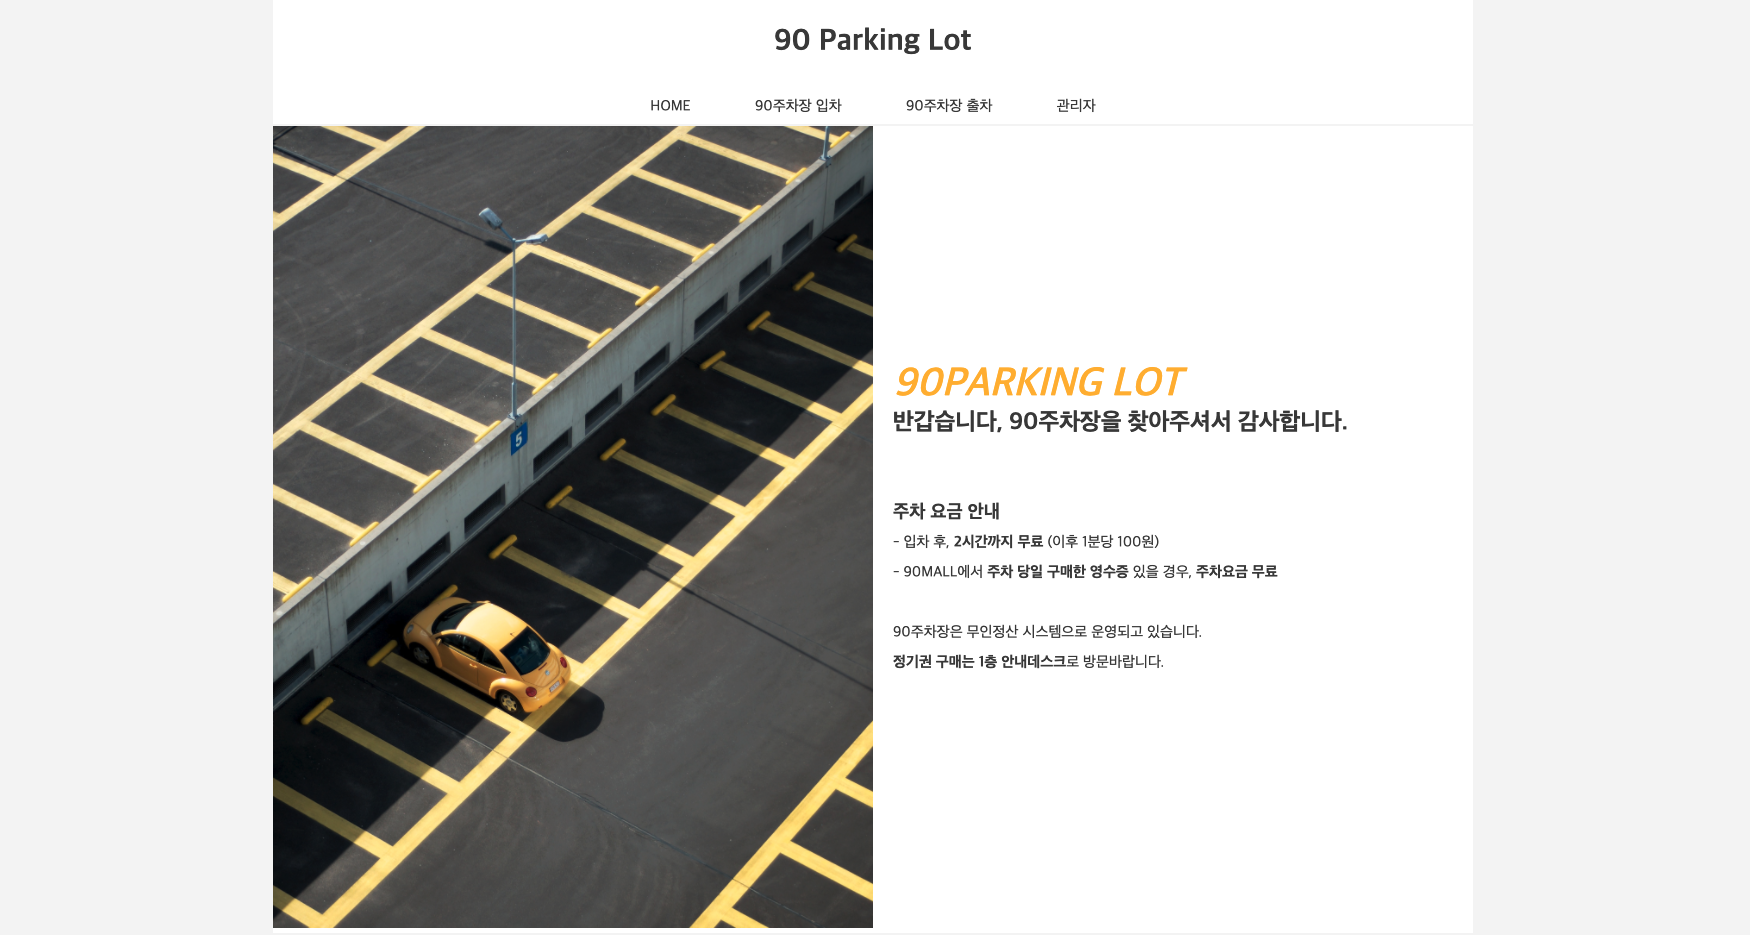 90 Parking Lot
HOME 90주차장 입차 90주차장 출차 관리자
5
90PARKING LOT
반갑습니다, 90주차장을 찾아주셔서 감사합니다.
주차 요금 안내
- 입차 후, 2시간까지 무료 (이후 1분당 100원)
- 90MALL에서 주차 당일 구매한 영수증 있을 경우, 주차요금 무료
90주차장은 무인정산 시스템으로 운영되고 있습니다.
정기권 구매는 1층 안내데스크로 방문바랍니다.